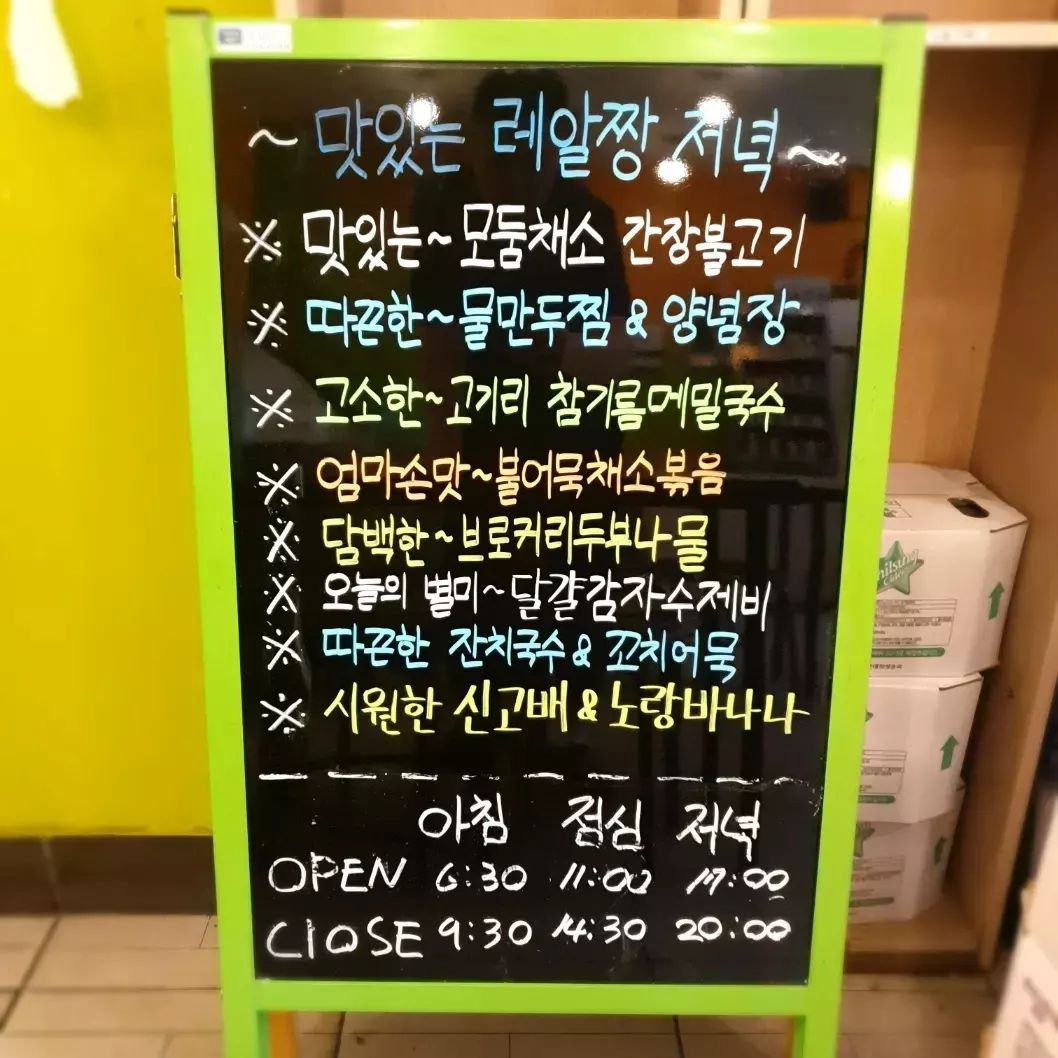 ~ 맛있는 레알짱 저녁 ~
※ 맛있는~모둠채소 간장불고기
※ 따끈한~물만두찜 & 양념장
※ 고소한~고기리 참기름메밀국수
※ 엄마손맛~불어묵채소볶음
※ 담백한~브로커리두부나물
※ 오늘의 별미~달걀감자수제비
※ 따끈한 잔치국수 & 꼬치어묵
※ 시원한 신고배 & 노랑바나나
아침 점심 저녁
OPEN 6:30 11:00 17:00
ClOSE 9:30 14:30 20:00
Chilsung
Cider